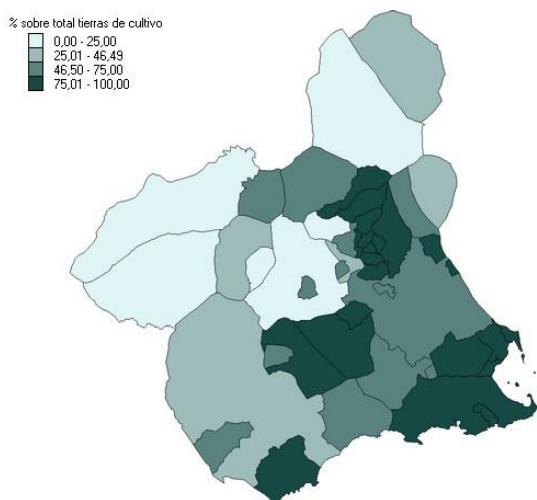 % sobre total tierras de cultivo
0,00 - 25,00
25,01 - 46,49
46,50 - 75,00
75,01 - 100,00